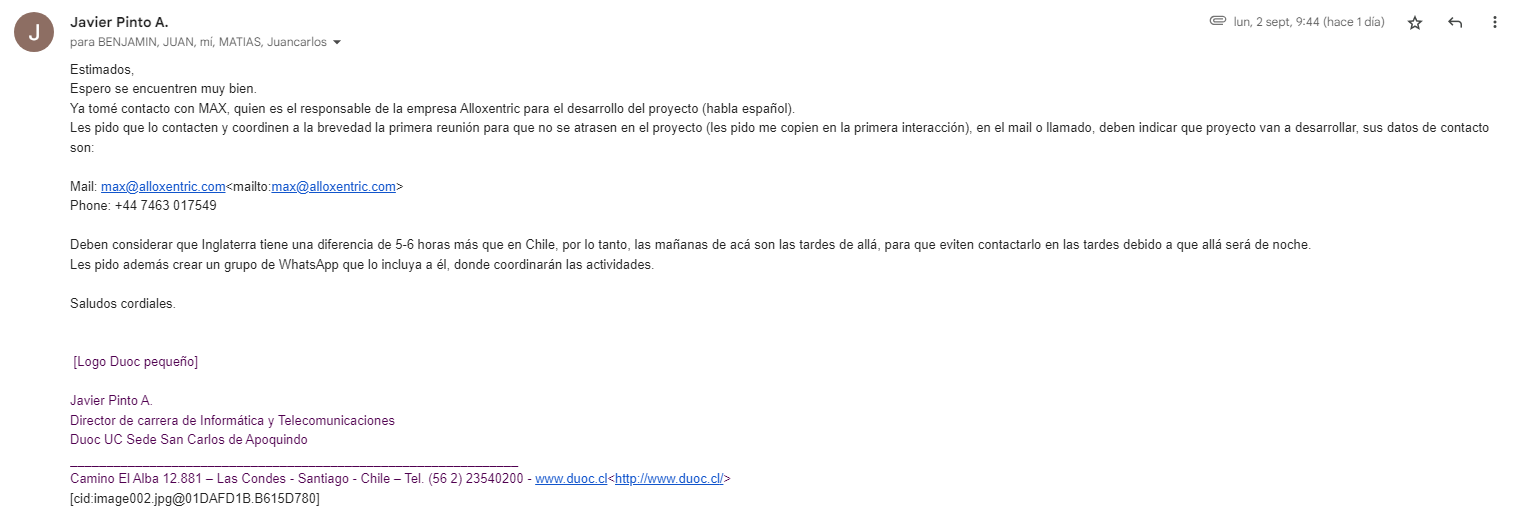 J
Javier Pinto A.
lun, 2 sept, 9:44 (hace 1 día)
para BENJAMIN, JUAN, mí, MATIAS, Juancarlos
Estimados,
Espero se encuentren muy bien.
Ya tomé contacto con MAX, quien es el responsable de la empresa Alloxentric para el desarrollo del proyecto (habla español).
Les pido que lo contacten y coordinen a la brevedad la primera reunión para que no se atrasen en el proyecto (les pido me copien en la primera interacción), en el mail o llamado, deben indicar que proyecto van a desarrollar, sus datos de contacto
son:
Mail: max@alloxentric.com<mailto:max@alloxentric.com>
Phone: +44 7463 017549
Deben considerar que Inglaterra tiene una diferencia de 5-6 horas más que en Chile, por lo tanto, las mañanas de acá son las tardes de allá, para que eviten contactarlo en las tardes debido a que allá será de noche.
Les pido además crear un grupo de WhatsApp que lo incluya a él, donde coordinarán las actividades.
Saludos cordiales.
[Logo Duoc pequeño]
Javier Pinto A.
Director de carrera de Informática y Telecomunicaciones
Duoc UC Sede San Carlos de Apoquindo
______________________________________________________________
Camino El Alba 12.881 – Las Condes - Santiago - Chile – Tel. (56 2) 23540200 - www.duoc.cl<http://www.duoc.cl/>
[cid:image002.jpg@01DAFD1B.B615D780]